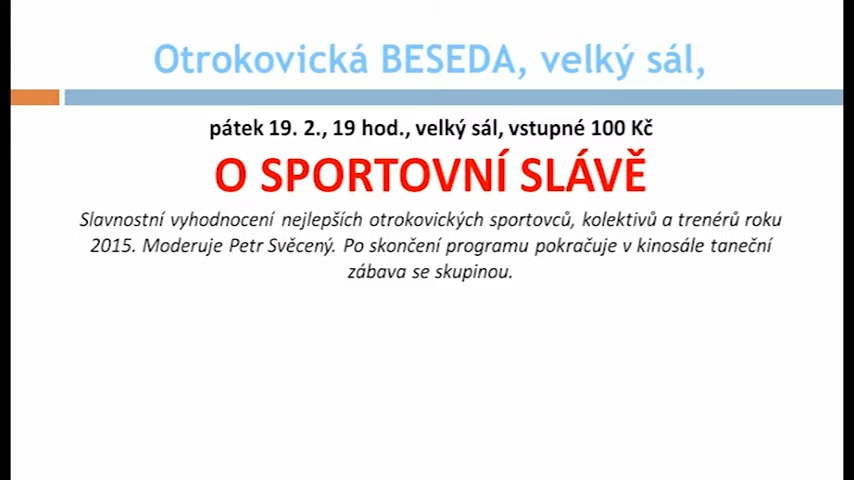 Otrokovická BESEDA, velký sál,
pátek 19. 2., 19 hod., velký sál, vstupné 100 Kč
O SPORTOVNÍ SLÁVĚ
Slavnostní vyhodnocení nejlepších otrokovických sportovců, kolektivů a trenérů roku
2015. Moderuje Petr Svěcený. Po skončení programu pokračuje v kinosále taneční
zábava se skupinou.